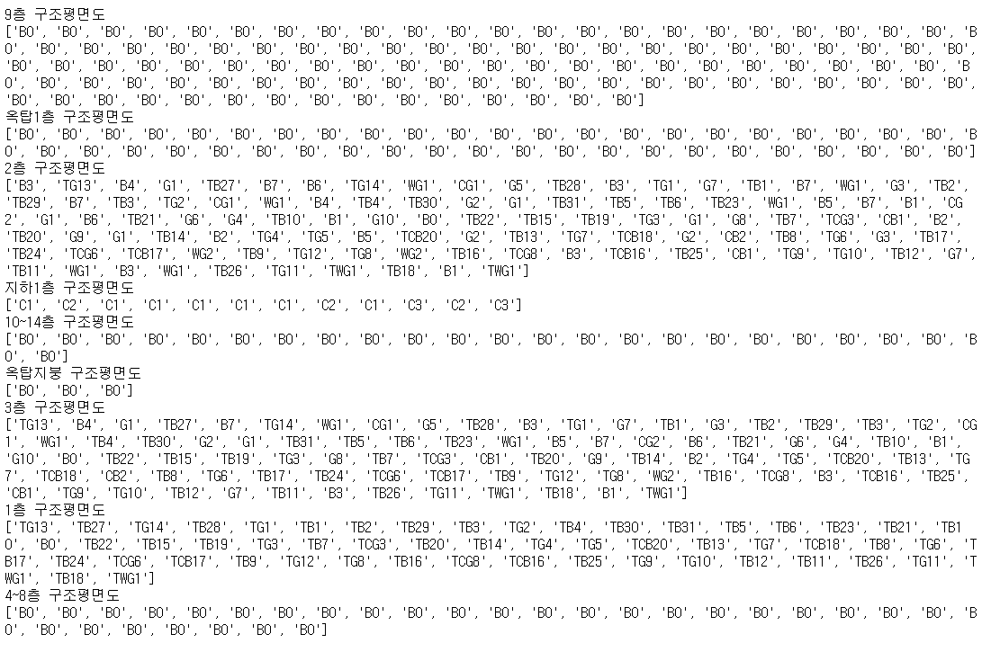 9층 구조평면도
['B0', 'B0', 'B0', 'B0', 'B0', 'B0', 'B0', 'B0', 'B0', 'B0', 'B0', 'B0', 'B0', 'B0', 'B0', 'B0', 'B0', 'B0', 'B0', 'B0', 'B0', 'B0', 'B
0', 'B0', 'B0', 'B0', 'B0', 'B0', 'B0', 'B0', 'B0', 'B0', 'B0', 'B0', 'B0', 'B0', 'B0', 'B0', 'B0', 'B0', 'B0', 'B0', 'B0', 'B0', 'B0',
'B0', 'B0', 'B0', 'B0', 'B0', 'B0', 'B0', 'B0', 'B0', 'B0', 'B0', 'B0', 'B0', 'B0', 'B0', 'B0', 'B0', 'B0', 'B0', 'B0', 'B0', 'B0', 'B
0', 'B0', 'B0', 'B0', 'B0', 'B0', 'B0', 'B0', 'B0', 'B0', 'B0', 'B0', 'B0', 'B0', 'B0', 'B0', 'B0', 'B0', 'B0', 'B0', 'B0', 'B0', 'B0',
'B0', 'B0', 'B0', 'B0', 'B0', 'B0', 'B0', 'B0', 'B0', 'B0', 'B0', 'B0', 'B0', 'B0', 'B0']
옥탑1층 구조평면도
['B0', 'B0', 'B0', 'B0', 'B0', 'B0', 'B0', 'B0', 'B0', 'B0', 'B0', 'B0', 'B0', 'B0', 'B0', 'B0', 'B0', 'B0', 'B0', 'B0', 'B0', 'B0', 'B
0', 'B0', 'B0', 'B0', 'B0', 'B0', 'B0', 'B0', 'B0', 'B0', 'B0', 'B0', 'B0', 'B0', 'B0', 'B0', 'B0', 'B0', 'B0', 'B0', 'B0', 'B0', 'B0']
2층 구조평면도
['B3', 'TG13', 'B4', 'G1', 'TB27', 'B7', 'B6', 'TG14', 'WG1', 'CG1', 'G5', 'TB28', 'B3', 'TG1', 'G7', 'TB1', 'B7', 'WG1', 'G3', 'TB2',
'TB29', 'B7', 'TB3', 'TG2', 'CG1', 'WG1', 'B4', 'TB4', 'TB30', 'G2', 'G1', 'TB31', 'TB5', 'TB6', 'TB23', 'WG1', 'B5', 'B7', 'B1', 'CG
2', 'G1', 'B6', 'TB21', 'G6', 'G4', 'TB10', 'B1', 'G10', 'B0', 'TB22', 'TB15', 'TB19', 'TG3', 'G1', 'G8', 'TB7', 'TCG3', 'CB1', 'B2',
'TB20', 'G9', 'G1', 'TB14', 'B2', 'TG4', 'TG5', 'B5', 'TCB20', 'G2', 'TB13', 'TG7', 'TCB18', 'G2', 'CB2', 'TB8', 'TG6', 'G3', 'TB17',
'TB24', 'TCG6', 'TCB17', 'WG2', 'TB9', 'TG12', 'TG8', 'WG2', 'TB16', 'TCG8', 'B3', 'TCB16', 'TB25', 'CB1', 'TG9', 'TG10', 'TB12', 'G7',
'TB11', 'WG1', 'B3', 'WG1', 'TB26', 'TG11', 'TWG1', 'TB18', 'B1', 'TWG1']
지하1층 구조평면도
['C1', 'C2', 'C1', 'C1', 'C1', 'C1', 'C1', 'C2', 'C1', 'C3', 'C2', 'C3']
10~14층 구조평면도
['B0', 'B0', 'B0', 'B0', 'B0', 'B0', 'B0', 'B0', 'B0', 'B0', 'B0', 'B0', 'B0', 'B0', 'B0', 'B0', 'B0', 'B0', 'B0', 'B0', 'B0', 'B0', 'B
0', 'B0']
옥탑지붕 구조평면도
['B0', 'B0', 'B0']
3층 구조평면도
['TG13', 'B4', 'G1', 'TB27', 'B7', 'TG14', 'WG1', 'CG1', 'G5', 'TB28', 'B3', 'TG1', 'G7', 'TB1', 'G3', 'TB2', 'TB29', 'TB3', 'TG2', 'CG
1', 'WG1', 'TB4', 'TB30', 'G2', 'G1', 'TB31', 'TB5', 'TB6', 'TB23', 'WG1', 'B5', 'B7', 'CG2', 'B6', 'TB21', 'G6', 'G4', 'TB10', 'B1',
'G10', 'B0', 'TB22', 'TB15', 'TB19', 'TG3', 'G8', 'TB7', 'TCG3', 'CB1', 'TB20', 'G9', 'TB14', 'B2', 'TG4', 'TG5', 'TCB20', 'TB13', 'TG
7', 'TCB18', 'CB2', 'TB8', 'TG6', 'TB17', 'TB24', 'TCG6', 'TCB17', 'TB9', 'TG12', 'TG8', 'WG2', 'TB16', 'TCG8', 'B3', 'TCB16', 'TB25',
'CB1', 'TG9', 'TG10', 'TB12', 'G7', 'TB11', 'B3', 'TB26', 'TG11', 'TWG1', 'TB18', 'B1', 'TWG1']
1층 구조평면도
['TG13', 'TB27', 'TG14', 'TB28', 'TG1', 'TB1', 'TB2', 'TB29', 'TB3', 'TG2', 'TB4', 'TB30', 'TB31', 'TB5', 'TB6', 'TB23', 'TB21', 'TB1
0', 'B0', 'TB22', 'TB15', 'TB19', 'TG3', 'TB7', 'TCG3', 'TB20', 'TB14', 'TG4', 'TG5', 'TCB20', 'TB13', 'TG7', 'TCB18', 'TB8', 'TG6', 'T
B17', 'TB24', 'TCG6', 'TCB17', 'TB9', 'TG12', 'TG8', 'TB16', 'TCG8', 'TCB16', 'TB25', 'TG9', 'TG10', 'TB12', 'TB11', 'TB26', 'TG11', 'T
WG1', 'TB18', 'TWG1']
4~8층 구조평면도
['B0', 'B0', 'B0', 'B0', 'B0', 'B0', 'B0', 'B0', 'B0', 'B0', 'B0', 'B0', 'B0', 'B0', 'B0', 'B0', 'B0', 'B0', 'B0', 'B0', 'B0', 'B0', 'B
0', 'B0', 'B0', 'B0', 'B0', 'B0', 'B0', 'B0']